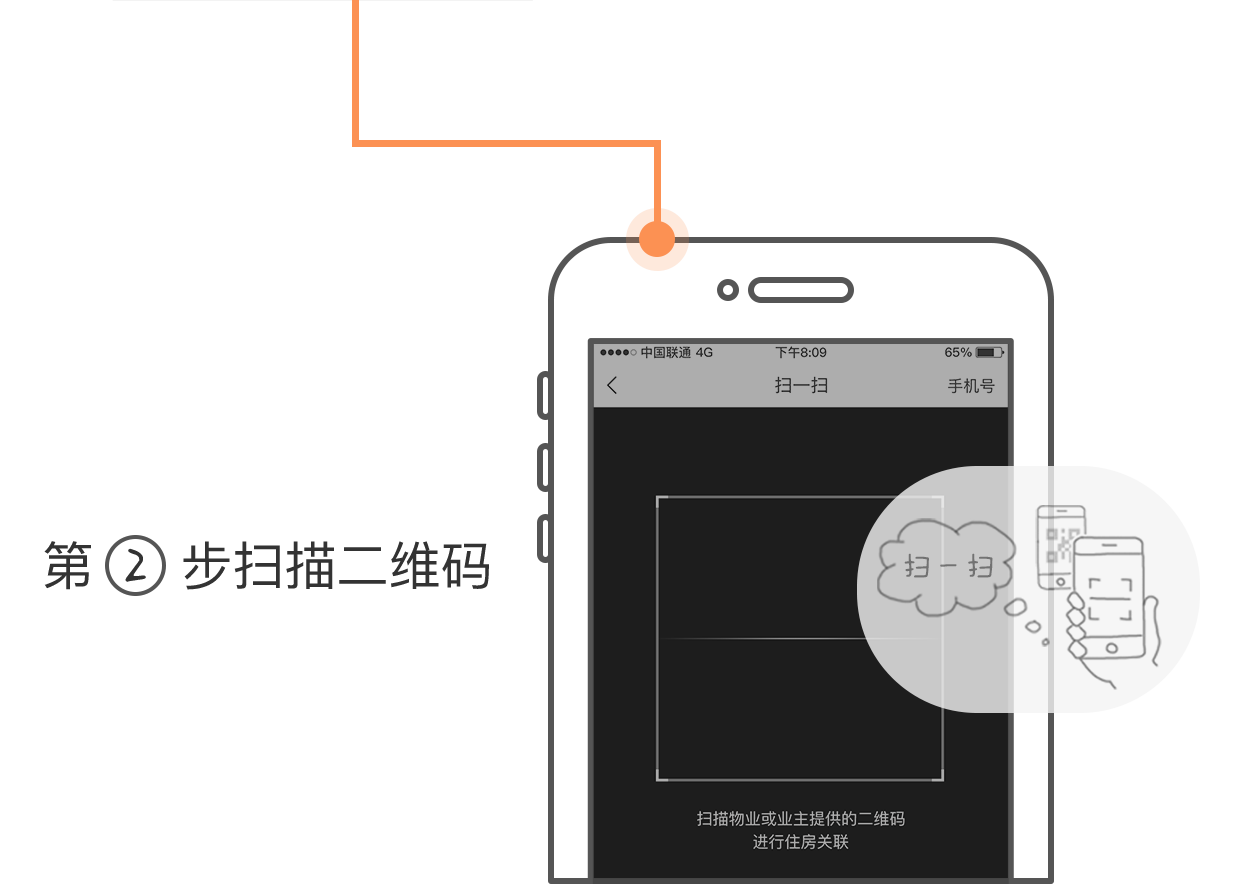 中国联通 4G 下午8:09 65%
扫一扫 手机号
扫一扫
第2步扫描二维码
扫描物业或业主提供的二维码
进行住房关联